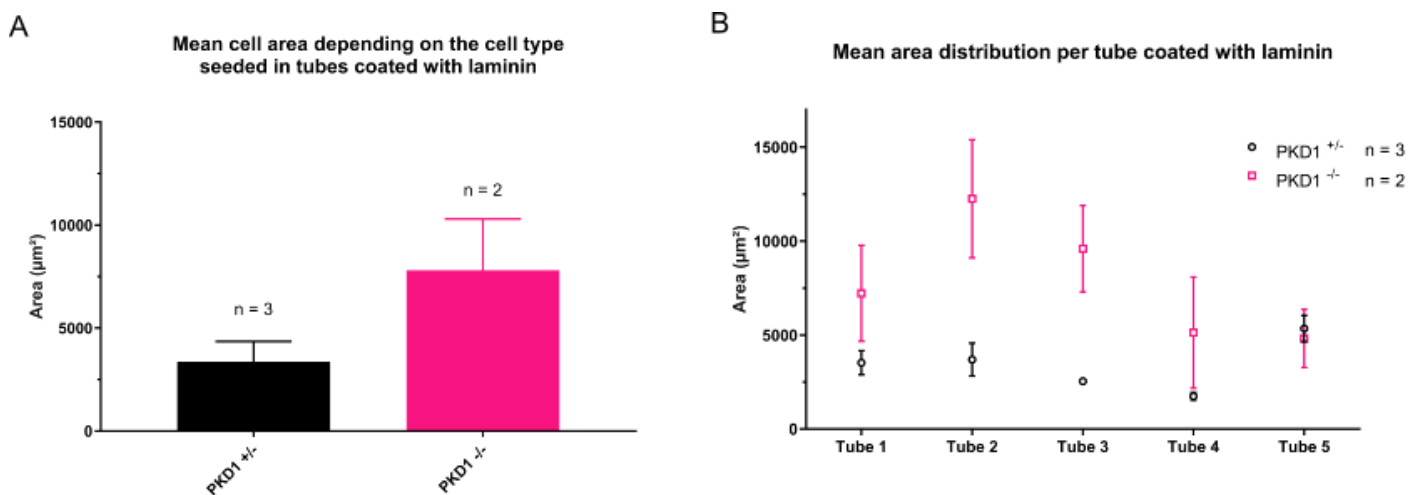 A
Mean cell area depending on the cell type
seeded in tubes coated with laminin
15000
10000
5000
0
Area (µm²)
n = 3
n = 2
PKD1 +/-
PKD1 -/-
B
Mean area distribution per tube coated with laminin
15000
10000
5000
0
Area (µm²)
PKD1 +/- n = 3
PKD1 -/- n = 2
Tube 1 Tube 2 Tube 3 Tube 4 Tube 5